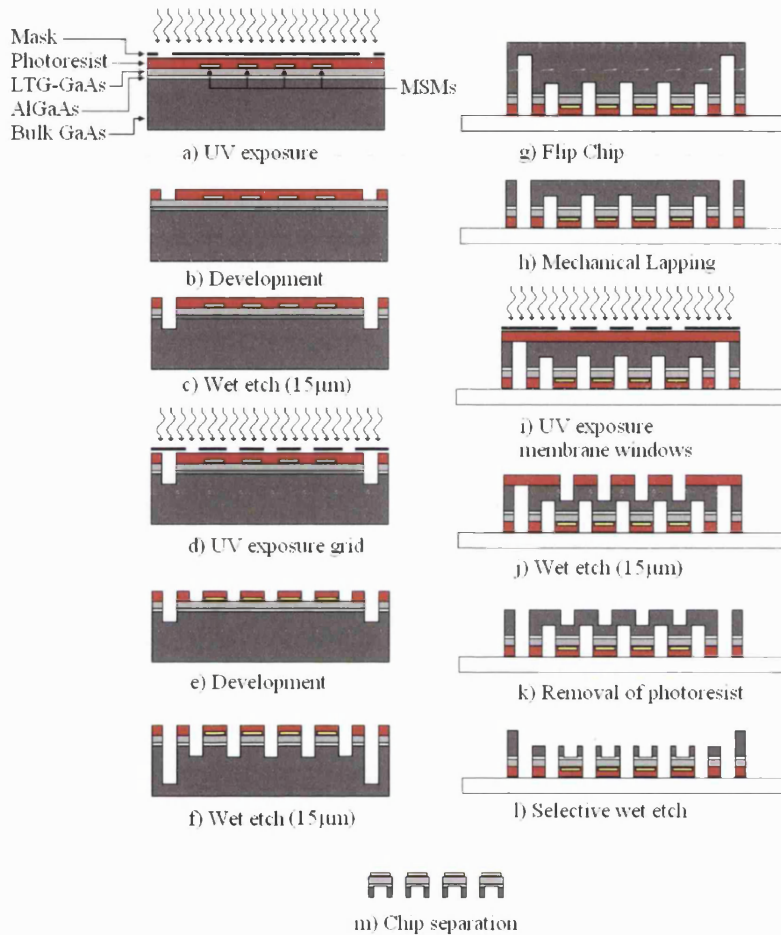 Mask
Photoresist
LTG-GaAs
AlGaAs
Bulk GaAs
MSMs
a) UV exposure
b) Development
c) Wet etch (15μm)
d) UV exposure grid
e) Development
f) Wet etch (15μm)
g) Flip Chip
h) Mechanical Lapping
i) UV exposure
membrane windows
j) Wet etch (15μm)
k) Removal of photoresist
l) Selective wet etch
m) Chip separation